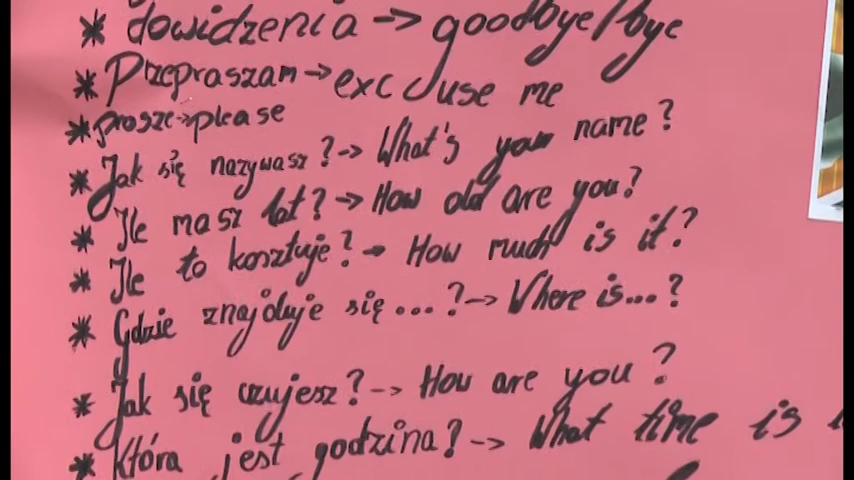 * dowidzenia -> goodbye/bye
* Przepraszam -> exccuse me
* prosze -> please
* Jak się nazywasz? -> What's your name?
* Ile masz lat? -> How old are you?
* Ile to kosztuje? -> How much is it?
* Gdzie znajduje się ...? -> Where is...?
* Jak się czujesz? --> How are you?
* Która jest godzina? --> What time is